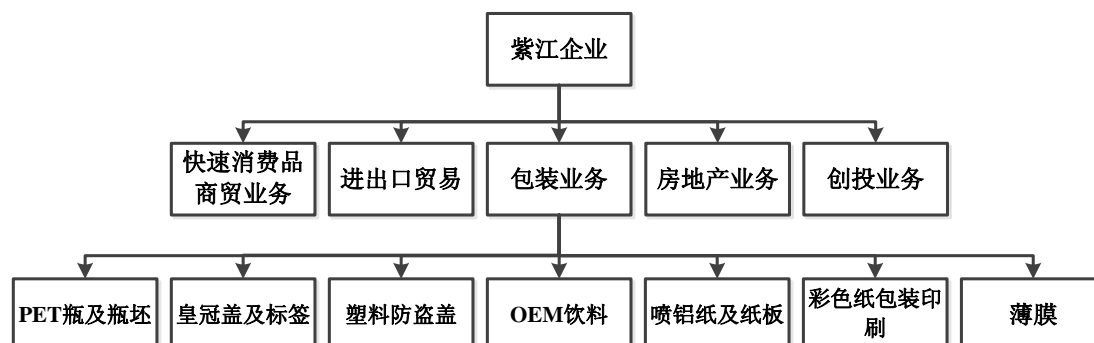 紫江企业
快速消费品
商贸业务
进出口贸易
包装业务
房地产业务
创投业务
PET瓶及瓶坯
皇冠盖及标签
塑料防盗盖
OEM饮料
喷铝纸及纸板
彩色纸包装印
刷
薄膜